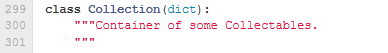 299 class Collection(dict):
300     """Container of some Collectables.
301     """